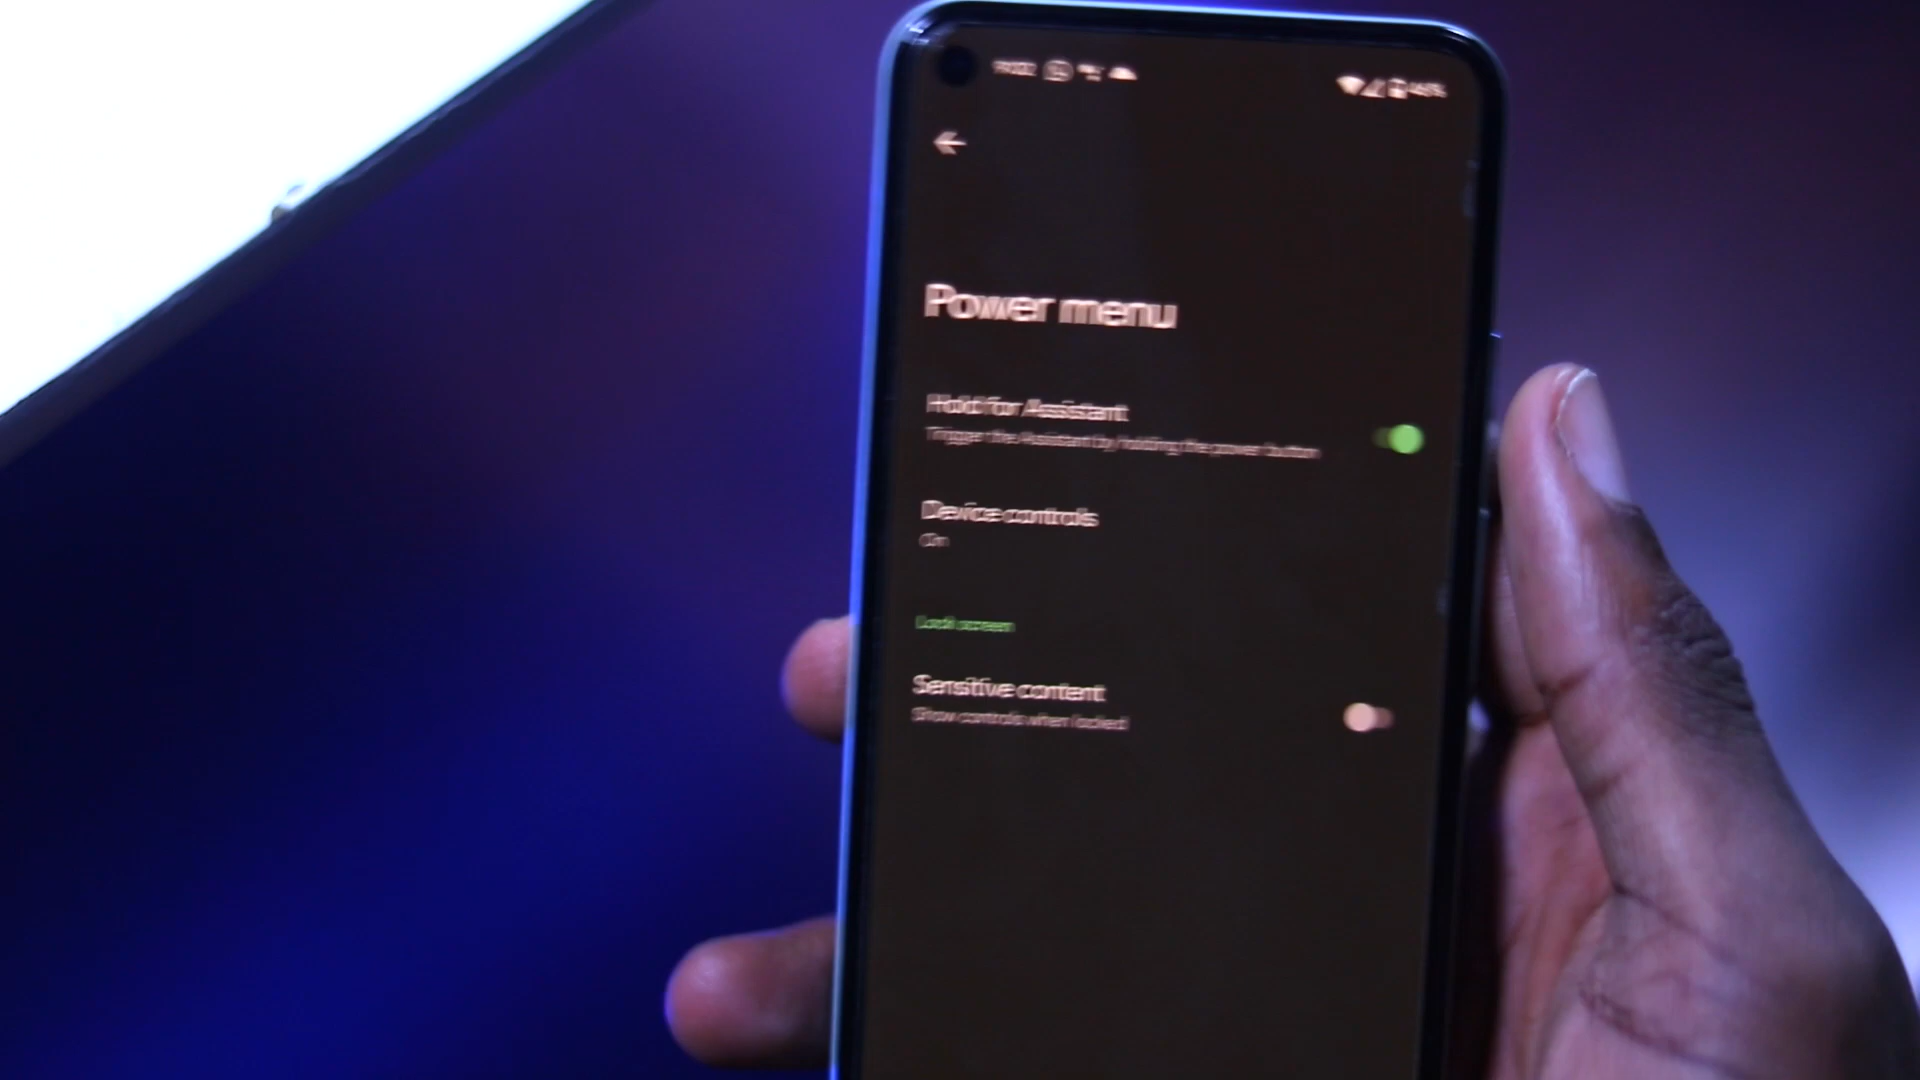 Power menu
Hold for Assistant
Trigger the Assistant by holding the power button
Device controls
On
Lock screen
Sensitive content
Show controls when locked